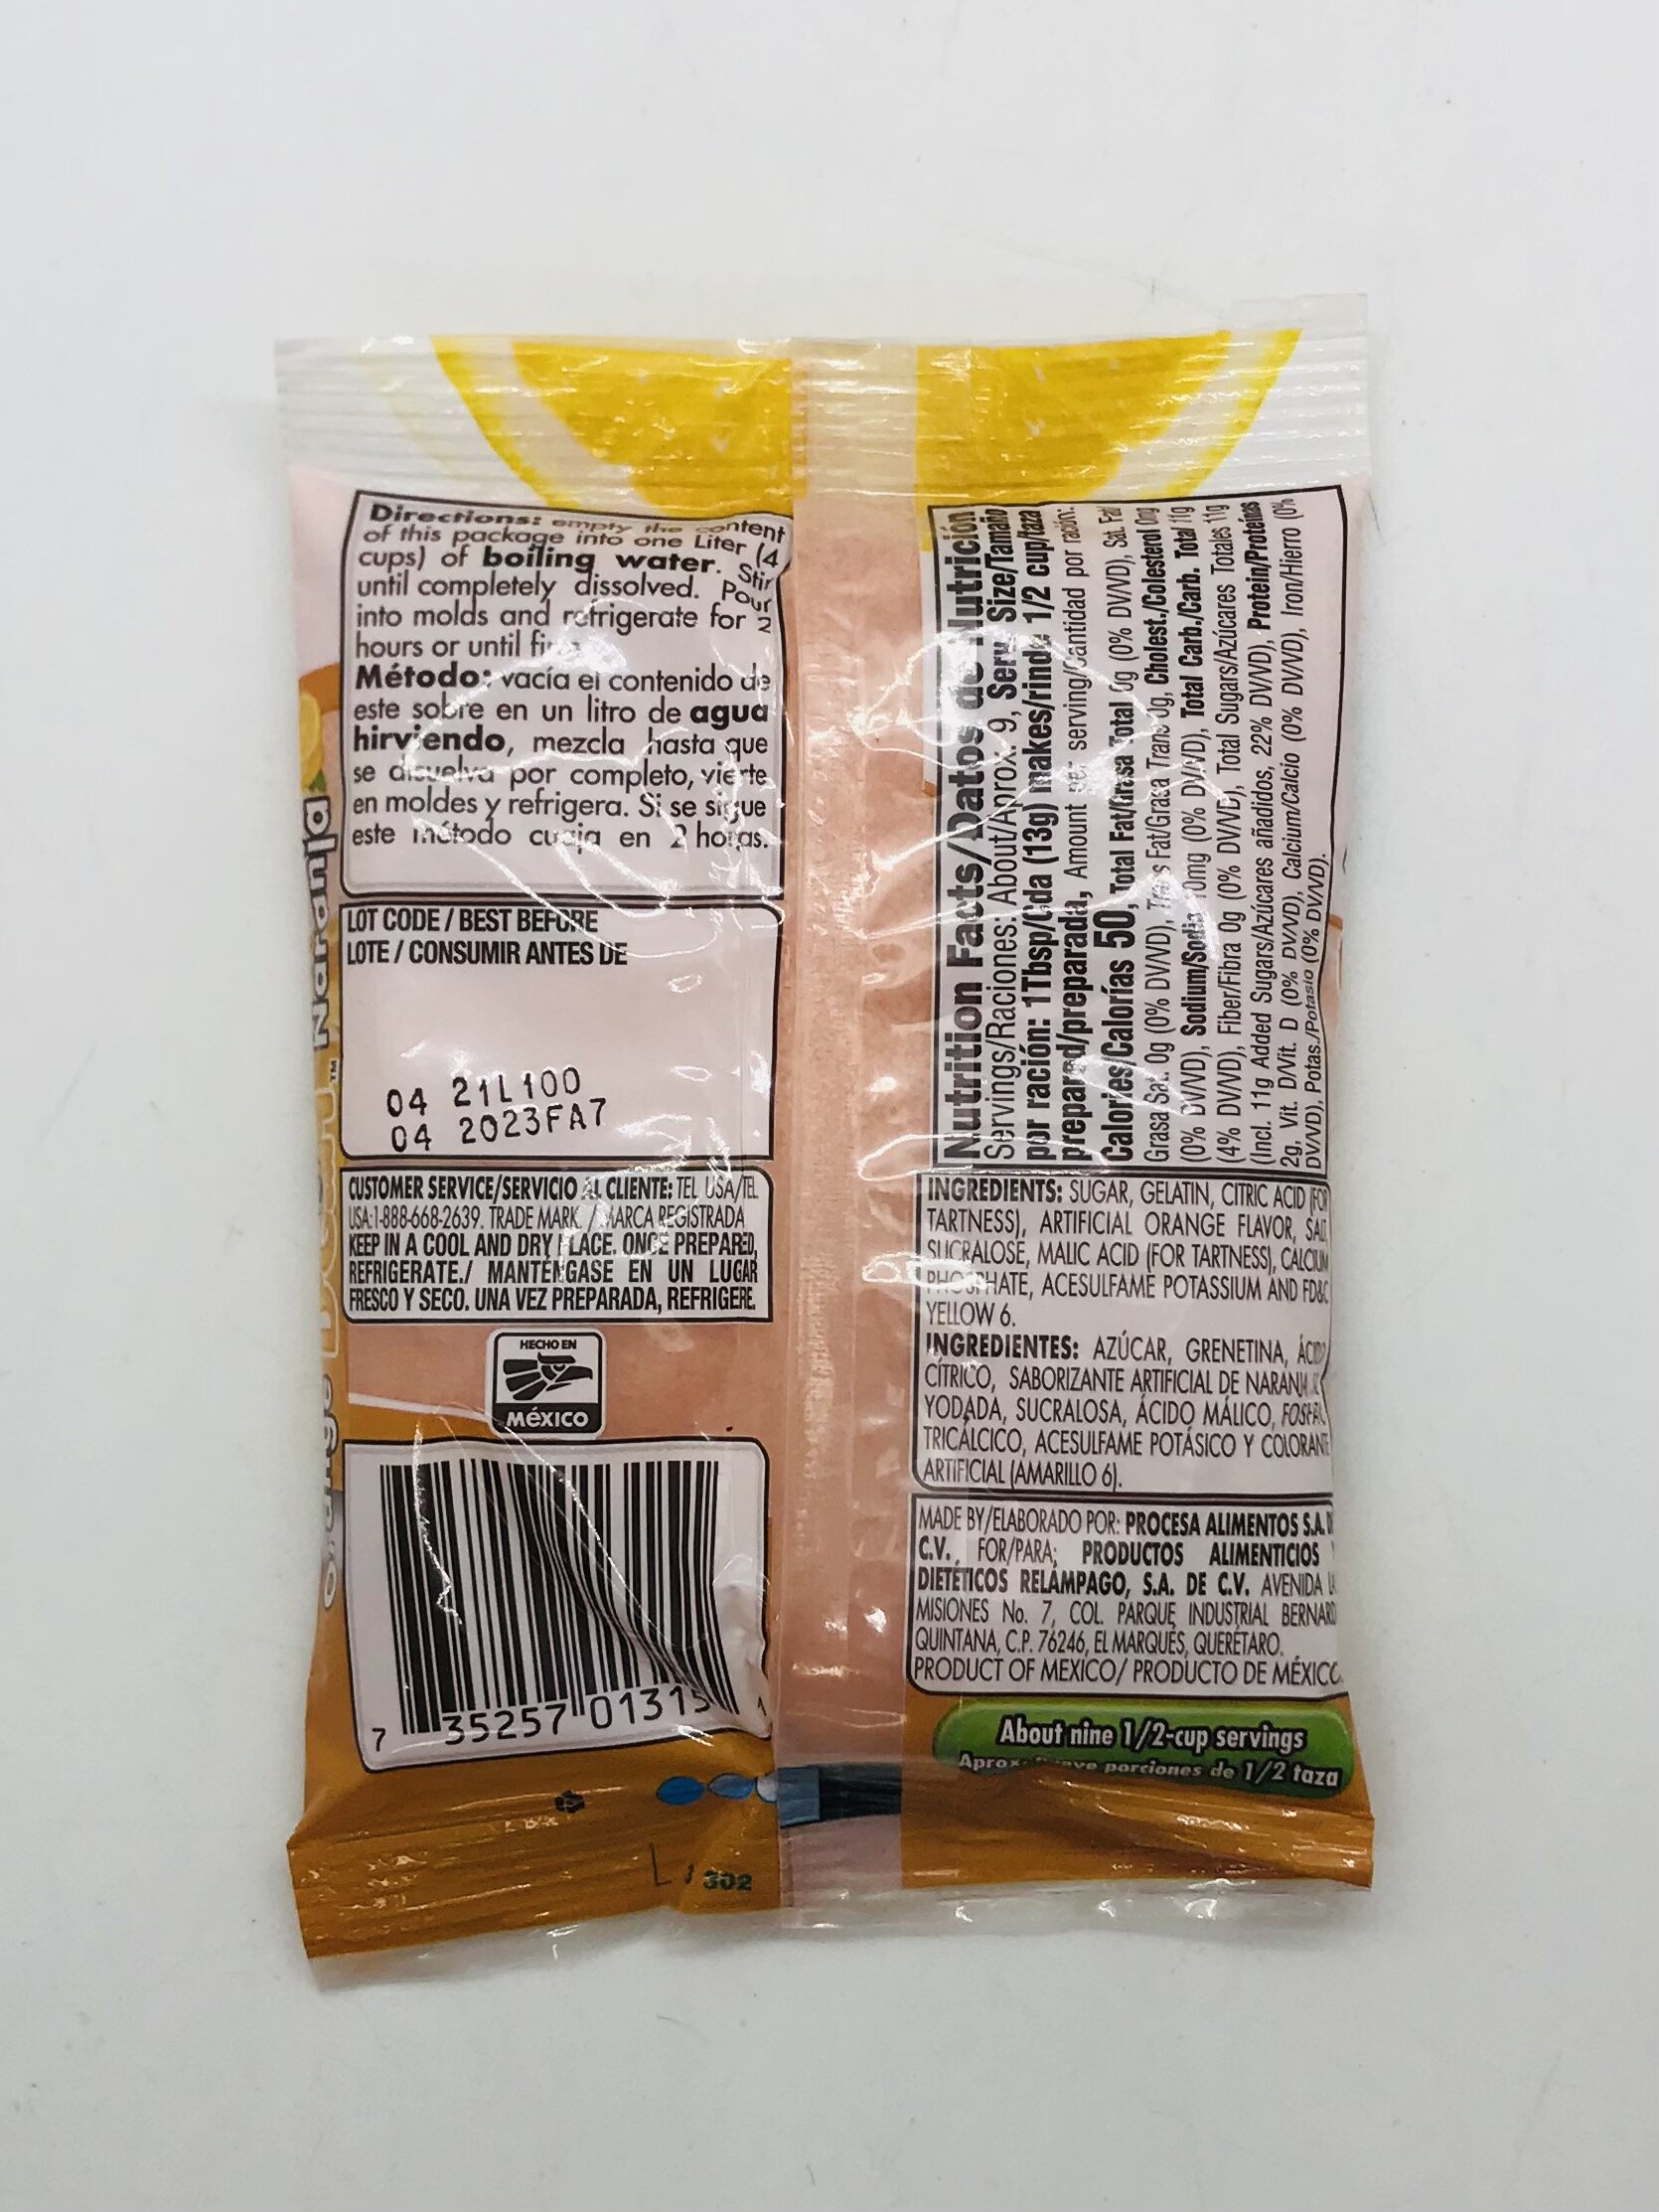 Directions: empty the content
of this package into one Liter (4
cups) of boiling water. Stir
until completely dissolved. Pour
into molds and refrigerate for 2
hours or until
Método: vacía el contenido de
este sobre en un litro de agua
hirviendo, mezcla hasta que
se disuelva por completo, vierte
en moldes y refrigera. Si se sigue
este método cuaja en 2 horas.
LOT CODE / BEST BEFORE
LOTE / CONSUMIR ANTES DE
04 21L100
04 2023FA7
CUSTOMER SERVICE/SERVICIO AL CLIENTE: TEL USA/TEL
USA:1-888-668-2639. TRADE MARK. / MARCA REGISTRADA
KEEP IN A COOL AND DRY PLACE. ONCE PREPARED,
REFRIGERATE./ MANTÉNGASE EN UN LUGAR
FRESCO Y SECO. UNA VEZ PREPARADA, REFRIGERE.
HECHO EN
MéXICO
7 35257 01315 1
L 1 302
Orange
™ Naranja
Nutrition Facts/Datos de Nutrición
Servings/Raciones: About/Aprox. 9, Serv. Size/Tamaño
por ración: 1Tbsp/Cda (13g) makes/rinde 1/2 cup/taza
prepared/preparada, Amount per serving/Cantidad por ración:
Calories/Calorías 50, Total Fat/Grasa Total 0g (0% DV/VD), Sat. Fat/
Grasa Sat. 0g (0% DV/VD), Trans Fat/Grasa Trans 0g, Cholest./Colesterol 0mg
(0% DV/VD), Sodium/Sodio 0mg (0% DV/VD), Total Carb./Carb. Total 11g
(4% DV/VD), Fiber/Fibra 0g (0% DV/VD), Total Sugars/Azúcares Totales 11g
(Incl. 11g Added Sugars/Azúcares añadidos, 22% DV/VD), Protein/Proteínas
2g, Vit. D/Vit. D (0% DV/VD), Calcium/Calcio (0% DV/VD), Iron/Hierro (0%
DV/VD), Potas./Potasio (0% DV/VD).
INGREDIENTS: SUGAR, GELATIN, CITRIC ACID (FOR
TARTNESS), ARTIFICIAL ORANGE FLAVOR, SALT,
SUCRALOSE, MALIC ACID (FOR TARTNESS), CALCIUM
PHOSPHATE, ACESULFAME POTASSIUM AND FD&C
YELLOW 6.
INGREDIENTES: AZÚCAR, GRENETINA, ÁCIDO
CÍTRICO, SABORIZANTE ARTIFICIAL DE NARANJA,
YODADA, SUCRALOSA, ÁCIDO MÁLICO,
TRICÁLCICO, ACESULFAME POTÁSICO Y COLORANTE
ARTIFICIAL (AMARILLO 6).
MADE BY/ELABORADO POR: PROCESA ALIMENTOS S.A. DE
C.V., FOR/PARA; PRODUCTOS ALIMENTICIOS Y
DIETÉTICOS RELÁMPAGO, S.A. DE C.V. AVENIDA
MISIONES No. 7, COL. PARQUE INDUSTRIAL BERNARDO
QUINTANA, C.P. 76246, EL MARQUÉS, QUERÉTARO.
PRODUCT OF MEXICO/ PRODUCTO DE MÉXICO.
About nine 1/2-cup servings
Aprox. nueve porciones de 1/2 taza